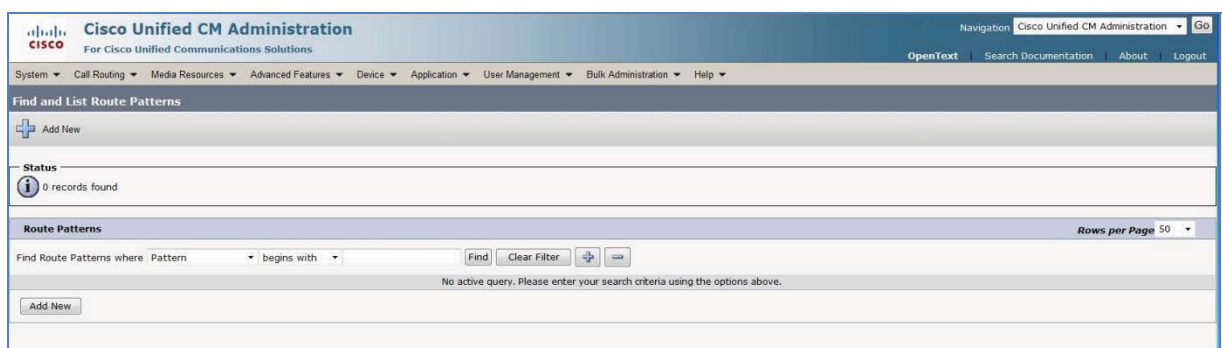 Cisco Unified CM Administration
CISCO
For Cisco Unified Communications Solutions
Navigation Cisco Unified CM Administration Go
OpenText Search Documentation About Logout
System Call Routing Media Resources Advanced Features Device Application User Management Bulk Administration Help
Find and List Route Patterns
Add New
Status
i 0 records found
Route Patterns Rows per Page 50
Find Route Patterns where Pattern begins with Find Clear Filter
No active query. Please enter your search criteria using the options above.
Add New